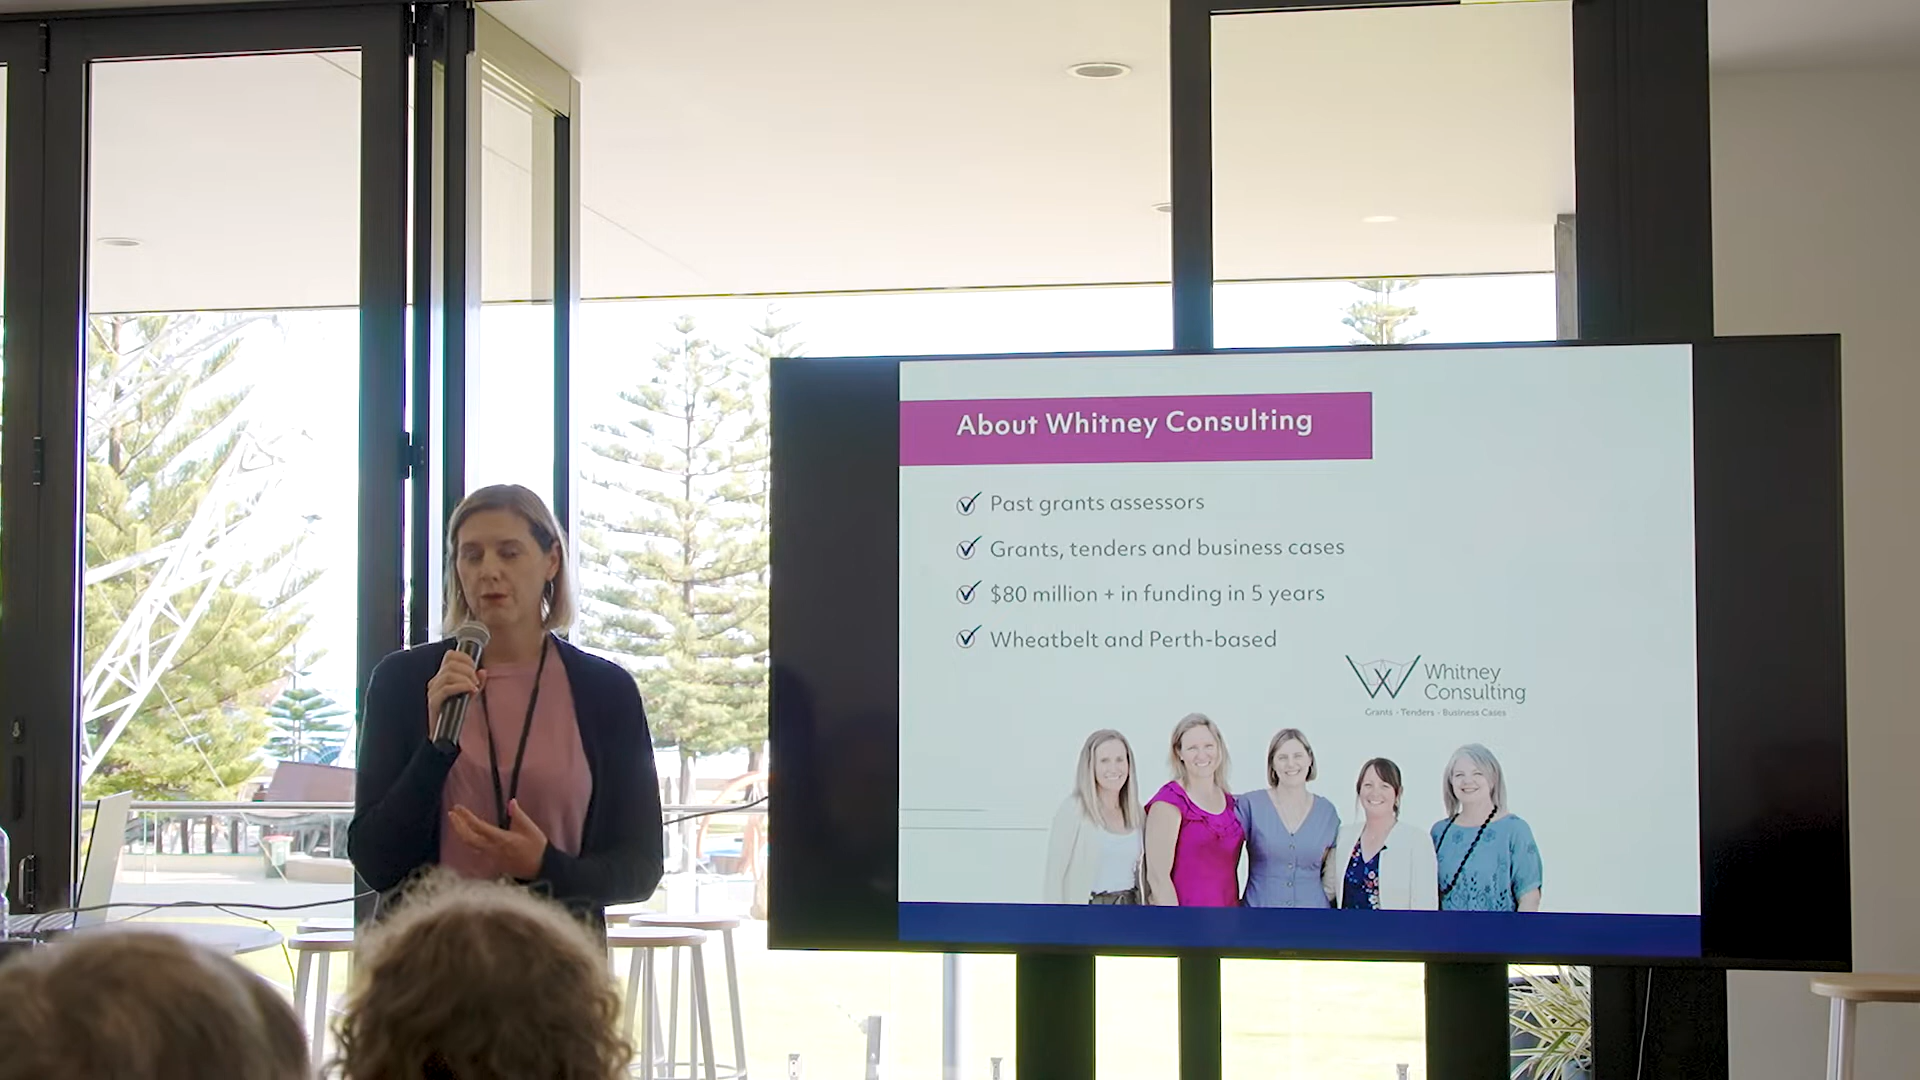 About Whitney Consulting
Past grants assessors
Grants, tenders and business cases
$80 million + in funding in 5 years
Wheatbelt and Perth-based
Whitney
Consulting
Grants - Tenders - Business Cases